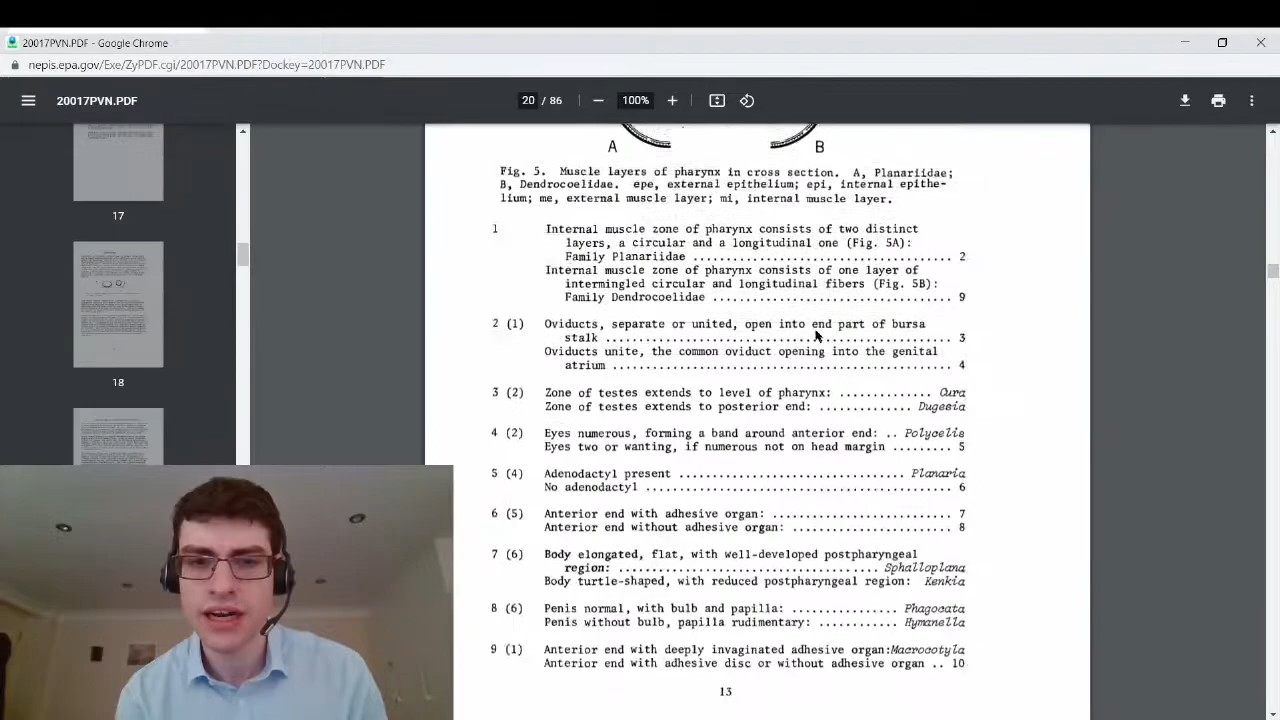 20017PVN.PDF - Google Chrome
nepis.epa.gov/Exe/ZyPDF.cgi/20017PVN.PDF?Dockey=20017PVN.PDF
20017PVN.PDF
20 / 86
100%
17
18
A B
Fig. 5. Muscle layers of pharynx in cross section. A, Planariidae;
B, Dendrocoelidae. epe, external epithelium; epi, internal epithe-
lium; me, external muscle layer; mi, internal muscle layer.
1 Internal muscle zone of pharynx consists of two distinct
layers, a circular and a longitudinal one (Fig. 5A):
Family Planariidae ...................................... 2
Internal muscle zone of pharynx consists of one layer of
intermingled circular and longitudinal fibers (Fig. 5B):
Family Dendrocoelidae ................................... 9
2 (1) Oviducts, separate or united, open into end part of bursa
stalk ................................................... 3
Oviducts unite, the common oviduct opening into the genital
atrium .................................................. 4
3 (2) Zone of testes extends to level of pharynx: .............. Cura
Zone of testes extends to posterior end: .............. Dugesia
4 (2) Eyes numerous, forming a band around anterior end: .. Polycelis
Eyes two or wanting, if numerous not on head margin ......... 5
5 (4) Adenodactyl present .................................. Planaria
No adenodactyl .............................................. 6
6 (5) Anterior end with adhesive organ: ........................... 7
Anterior end without adhesive organ: ........................ 8
7 (6) Body elongated, flat, with well-developed postpharyngeal
region: ...................................... Sphalloplana
Body turtle-shaped, with reduced postpharyngeal region: Kenkia
8 (6) Penis normal, with bulb and papilla: ............... Phagocata
Penis without bulb, papilla rudimentary: ............ Hymanella
9 (1) Anterior end with deeply invaginated adhesive organ:Macrocotyla
Anterior end with adhesive disc or without adhesive organ .. 10
13